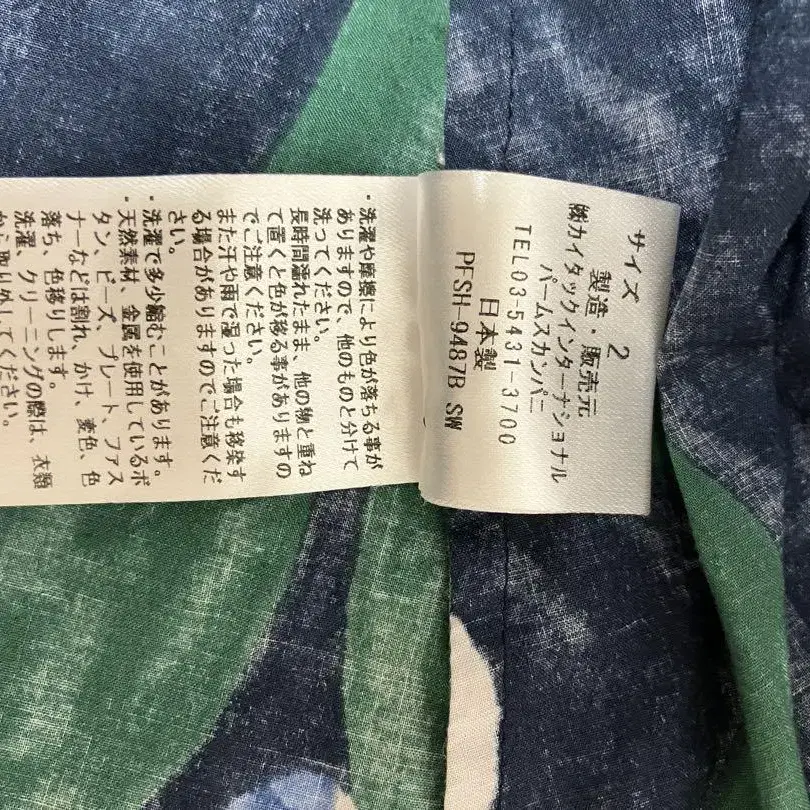 サイズ 2
製造・販売元
㈱カイタックインターナショナル
パームスカンパニ
TEL03-5431-3700
日本製
PFSH-9487B SW
・洗濯や摩擦により色が落ちる事が
ありますので、他のものと分けて
洗ってください。
長時間濡れたまま、他の物と重ね
て置くと色が移る事がありますの
でご注意ください。
また汗や雨で湿った場合も移染す
る場合がありますのでご注意くだ
さい。
・洗濯で多少縮むことがあります。
・天然素材、金属を使用しているボ
タン、ビーズ、プレート、ファス
ナーなどは割れ、かけ、変色、色
落ち、色移りします。
洗濯、クリーニングの際は、衣類
から取り外してください。